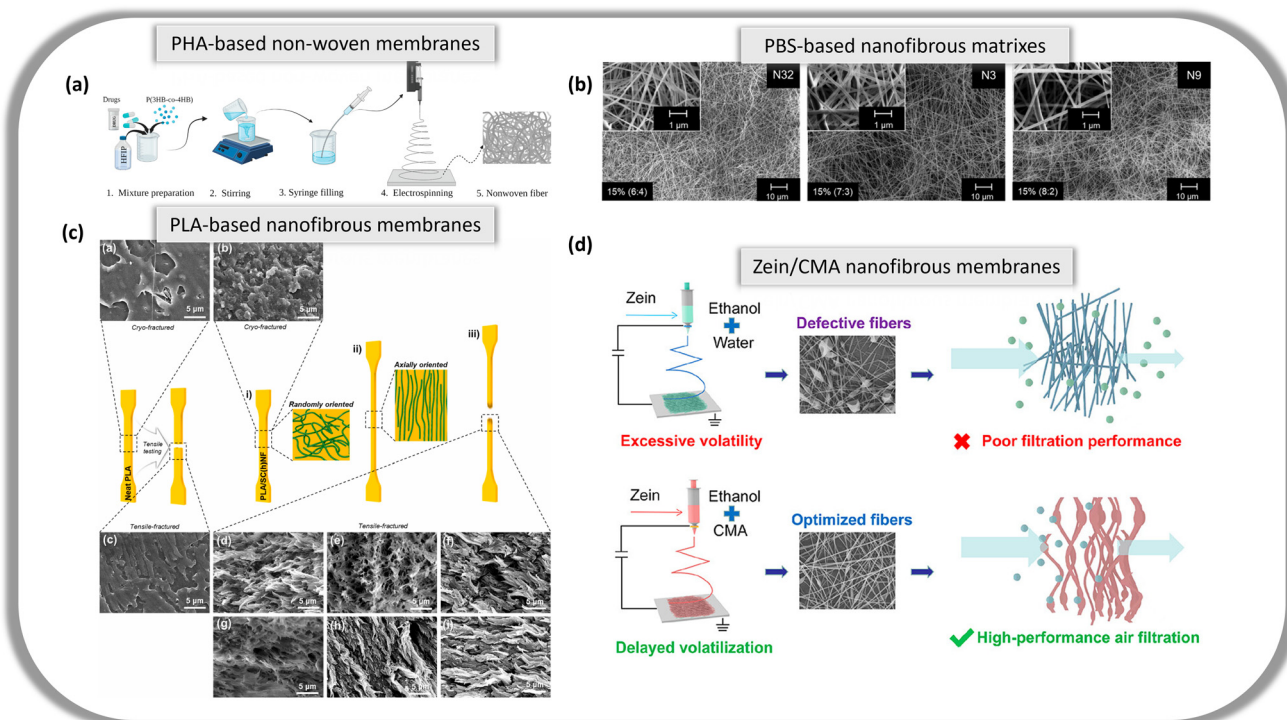 PHA-based non-woven membranes
(a)
Drugs
P(3HB-co-4HB)
HFIP
1. Mixture preparation
2. Stirring
3. Syringe filling
4. Electrospinning
5. Nonwoven fiber
PBS-based nanofibrous matrixes
(b)
N32
1 µm
15% (6:4)
10 µm
N3
1 µm
15% (7:3)
10 µm
N9
1 µm
15% (8:2)
10 µm
PLA-based nanofibrous membranes
(c)
(a)
5 µm
(b)
5 µm
Cryo-fractured
Cryo-fractured
Neat PLA
Tensile
testing
i)
PLA/SC(h)NF
Randomly oriented
ii)
Axially oriented
iii)
Tensile-fractured
Tensile-fractured
(c)
5 µm
(d)
5 µm
(e)
5 µm
(f)
5 µm
(g)
5 µm
(h)
5 µm
(i)
5 µm
(d)
Zein/CMA nanofibrous membranes
Zein
Ethanol
Water
Excessive volatility
Defective fibers
Poor filtration performance
Zein
Ethanol
CMA
Delayed volatilization
Optimized fibers
High-performance air filtration